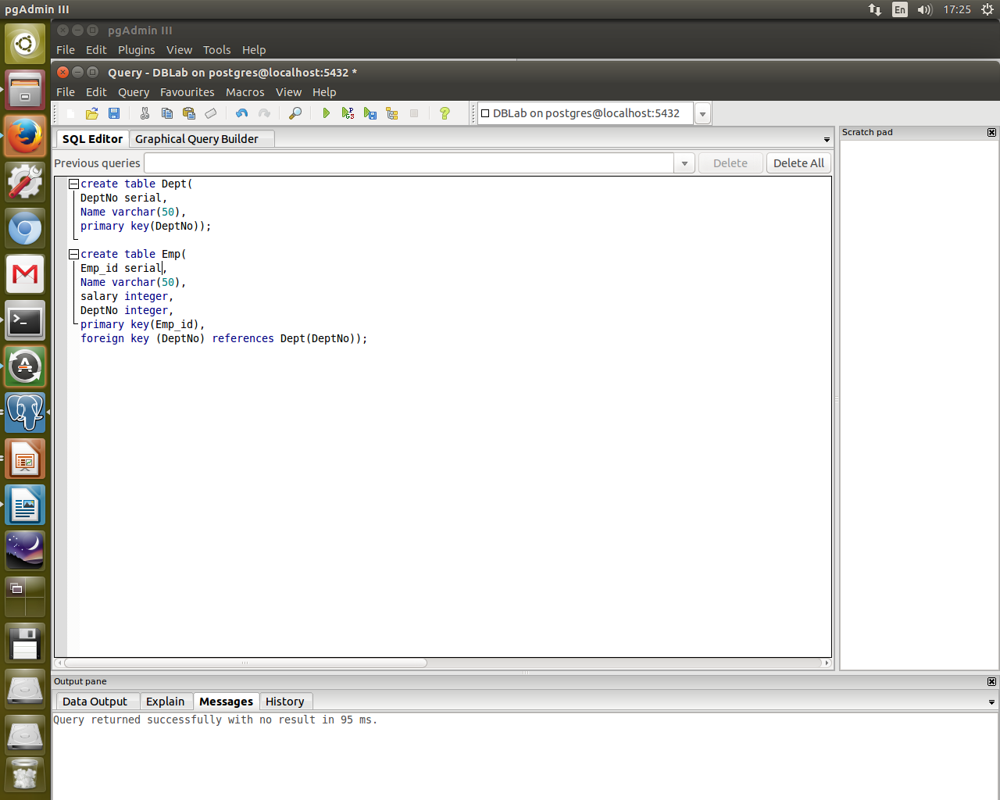 pgAdmin III
En
17:25
pgAdmin III
File Edit Plugins View Tools Help
Query - DBLab on postgres@localhost:5432 *
File Edit Query Favourites Macros View Help
DBLab on postgres@localhost:5432
SQL Editor Graphical Query Builder
Scratch pad
Previous queries Delete Delete All
create table Dept(
DeptNo serial,
Name varchar(50),
primary key(DeptNo));
create table Emp(
Emp_id serial,
Name varchar(50),
salary integer,
DeptNo integer,
primary key(Emp_id),
foreign key (DeptNo) references Dept(DeptNo));
Output pane
Data Output Explain Messages History
Query returned successfully with no result in 95 ms.